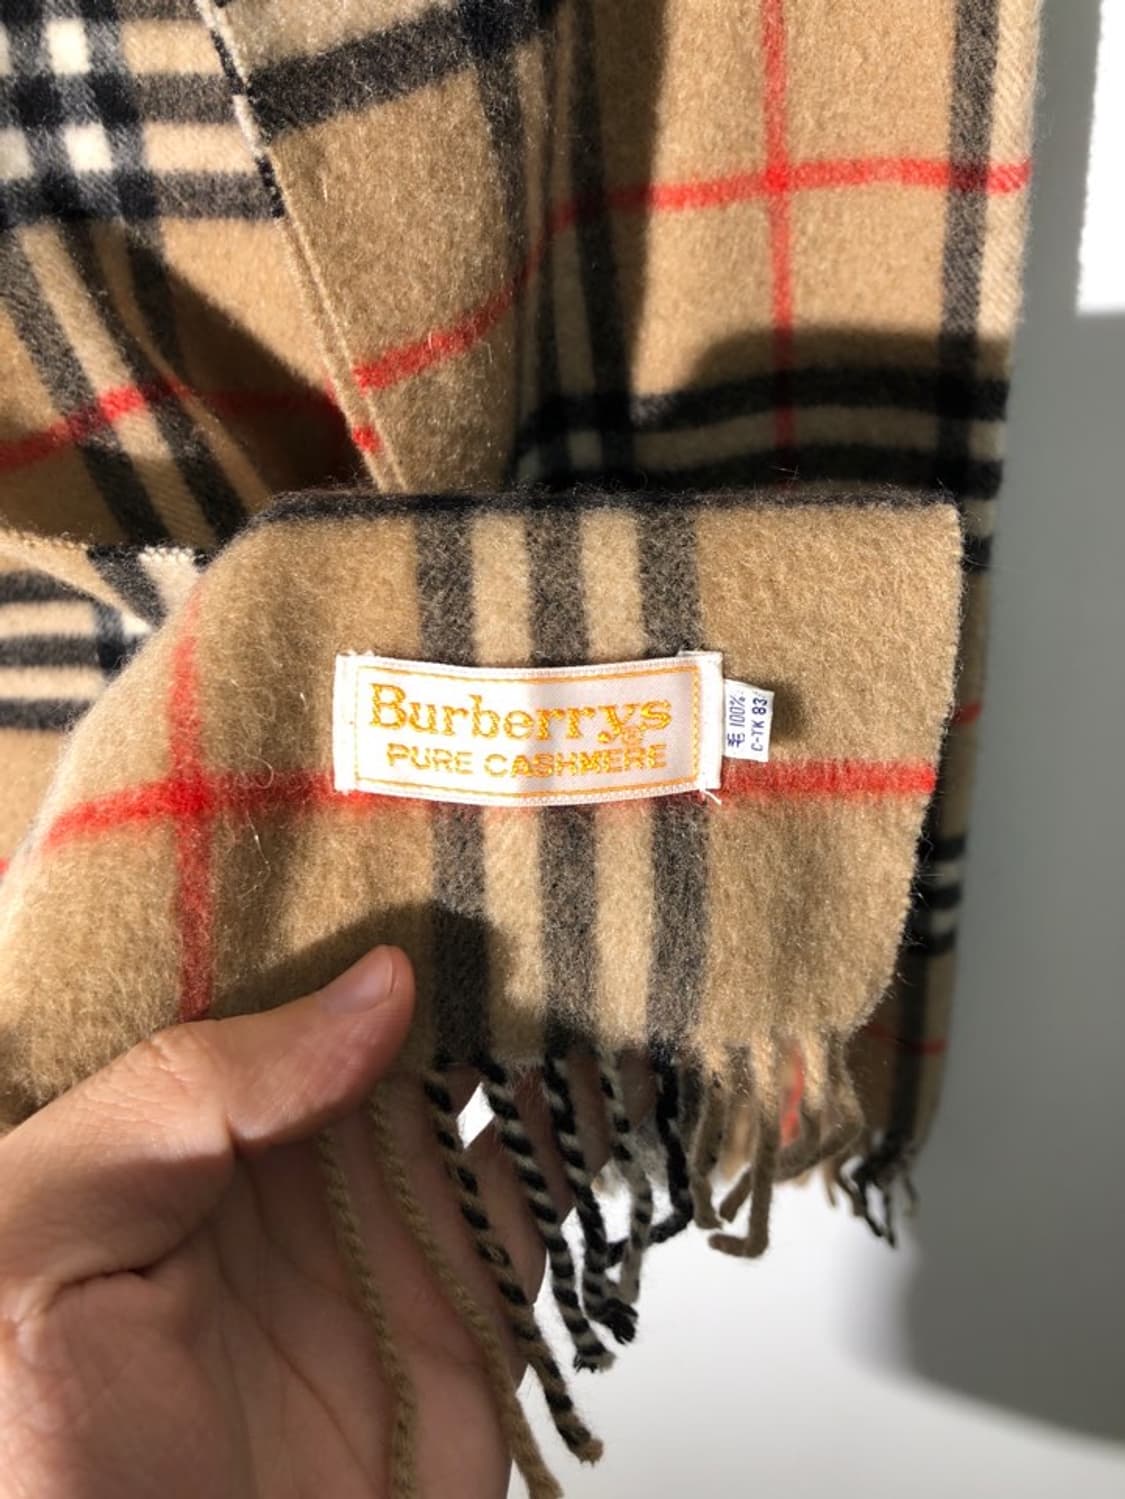 Burberrys
PURE CASHMERE
毛 100%
C-TK 83